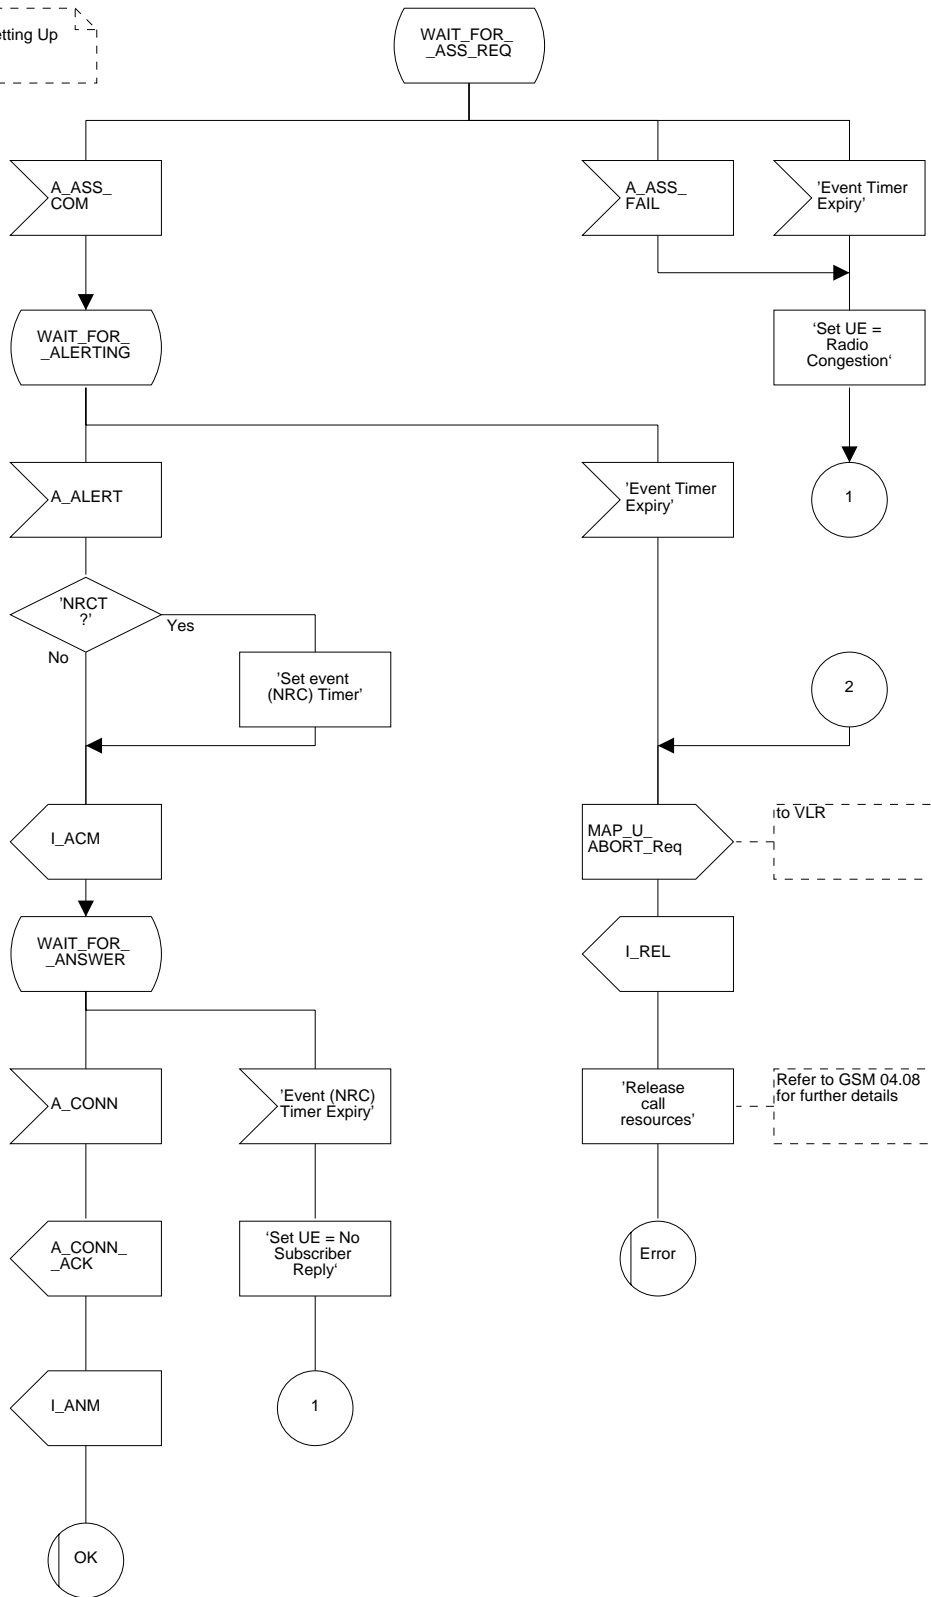 etting Up
WAIT_FOR_
_ASS_REQ
A_ASS_
COM
A_ASS_
FAIL
'Event Timer
Expiry'
WAIT_FOR_
_ALERTING
‘Set UE =
Radio
Congestion‘
A_ALERT
'Event Timer
Expiry'
1
'NRCT
?'
Yes
No
'Set event
(NRC) Timer'
2
I_ACM
MAP_U_
ABORT_Req
to VLR
WAIT_FOR_
_ANSWER
I_REL
A_CONN
'Event (NRC)
Timer Expiry'
'Release
call
resources'
Refer to GSM 04.08
for further details
A_CONN_
_ACK
‘Set UE = No
Subscriber
Reply‘
Error
I_ANM
1
OK